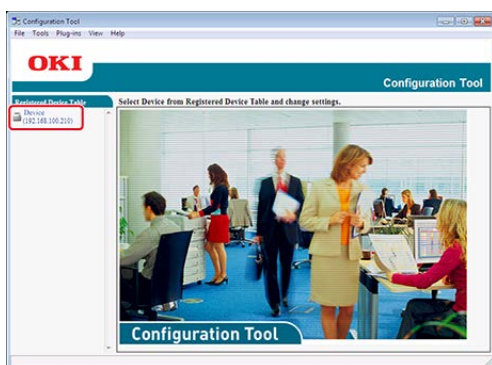 Configuration Tool
File Tools Plug-ins View Help
OKI
Configuration Tool
Registered Device Table
Select Device from Registered Device Table and change settings.
Device
(192.168.100.210)
Configuration Tool